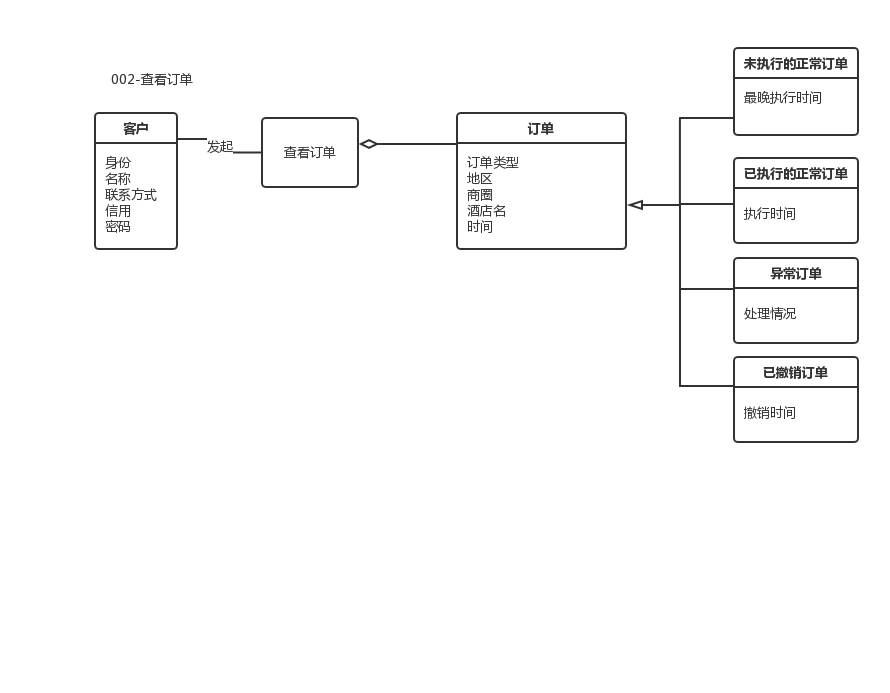 002-查看订单
客户
身份
名称
联系方式
信用
密码
发起
查看订单
订单
订单类型
地区
商圈
酒店名
时间
未执行的正常订单
最晚执行时间
已执行的正常订单
执行时间
异常订单
处理情况
已撤销订单
撤销时间